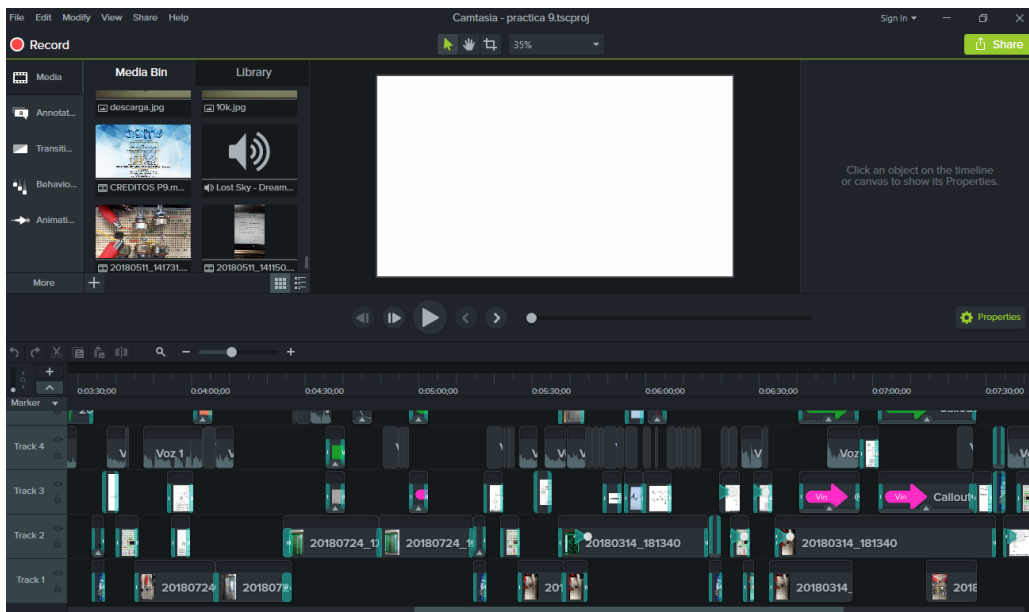 File Edit Modify View Share Help
Camtasia - practica 9.tscproj
Sign In
Record
35%
Share
Media
Media Bin
Library
Annotat...
descarga.jpg
10k.jpg
Transiti...
Behavio...
CREDITOS P9.m...
Lost Sky - Dream...
Click an object on the timeline
or canvas to show its Properties.
Animati...
20180511_141731....
20180511_141150....
More
Properties
0:03:30;00 0:04:00;00 0:04:30;00 0:05:00;00 0:05:30;00 0:06:00;00 0:06:30;00 0:07:00;00 0:07:30;00
Marker
Track 4
Voz 1
Voz
Track 3
Vin
Vin
Callout
Track 2
20180724_1
20180724_1
20180314_181340
20180314_181340
Track 1
20180724
2018072
201
20180314_
2018